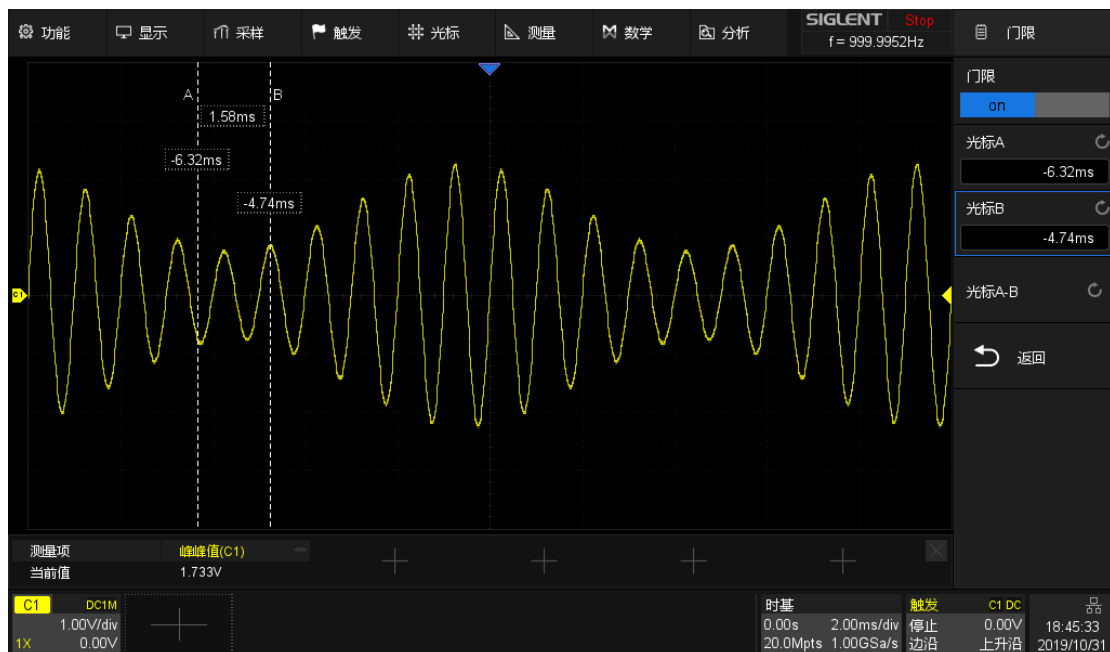 功能 显示 采样 触发 光标 测量 数学 分析
SIGLENT Stop
f = 999.9952Hz
门限
门限
on
光标A
-6.32ms
光标B
-4.74ms
光标A-B
返回
A B
1.58ms
-6.32ms
-4.74ms
C1
测量项 峰峰值(C1)
当前值 1.733V
C1 DC1M
1.00V/div
1X 0.00V
时基
0.00s 2.00ms/div
20.0Mpts 1.00GSa/s
触发 C1 DC
停止 0.00V
边沿 上升沿
18:45:33
2019/10/31